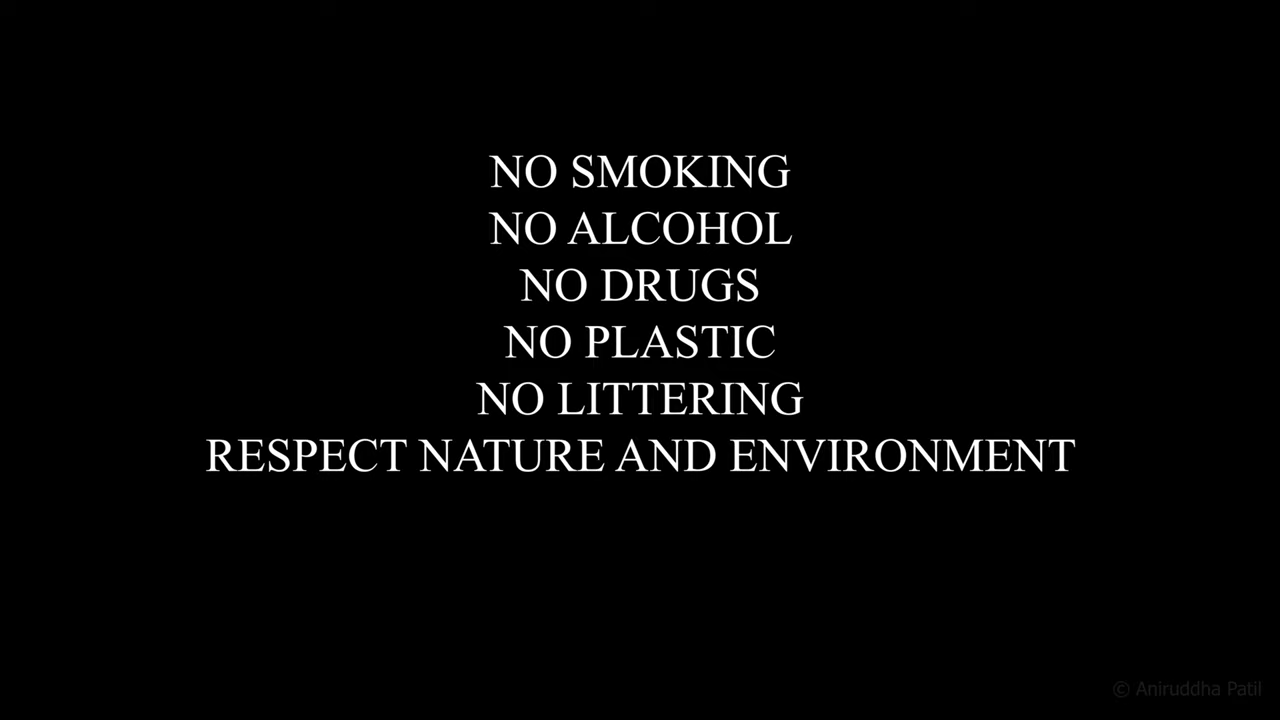 NO SMOKING
NO ALCOHOL
NO DRUGS
NO PLASTIC
NO LITTERING
RESPECT NATURE AND ENVIRONMENT
© Aniruddha Patil